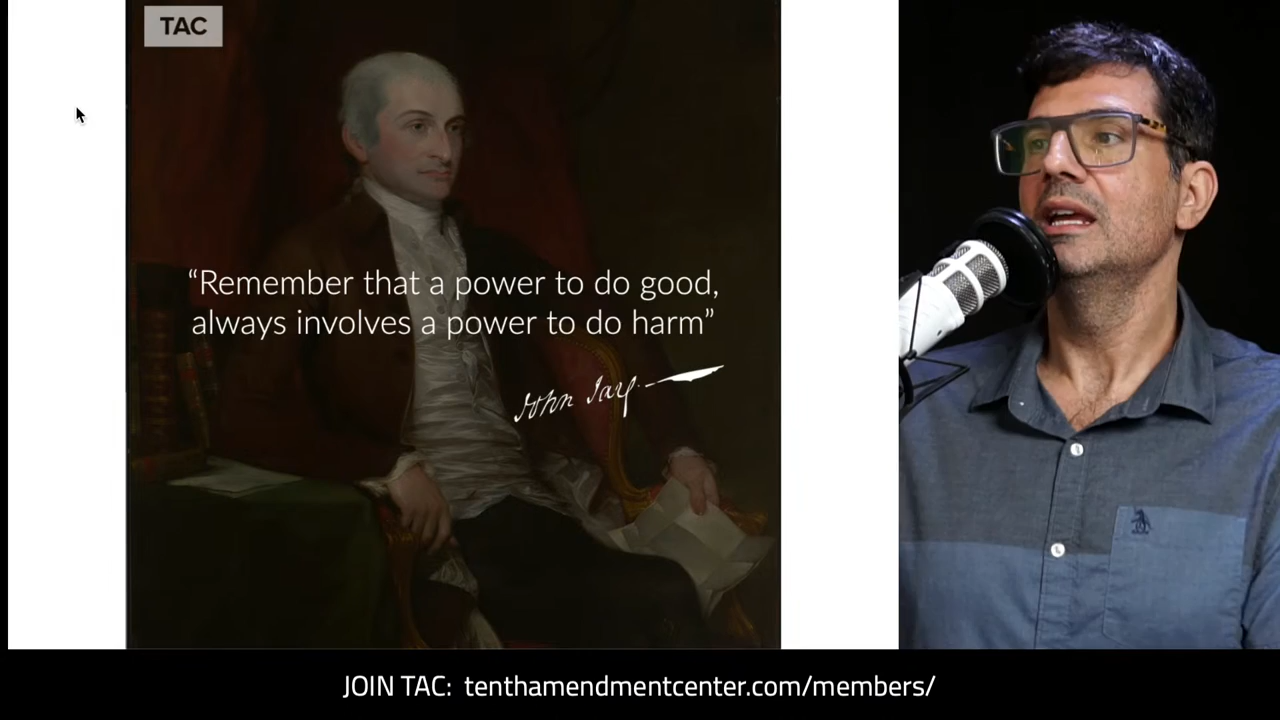 TAC
“Remember that a power to do good,
always involves a power to do harm”
John Jay
JOIN TAC: tenthamendmentcenter.com/members/